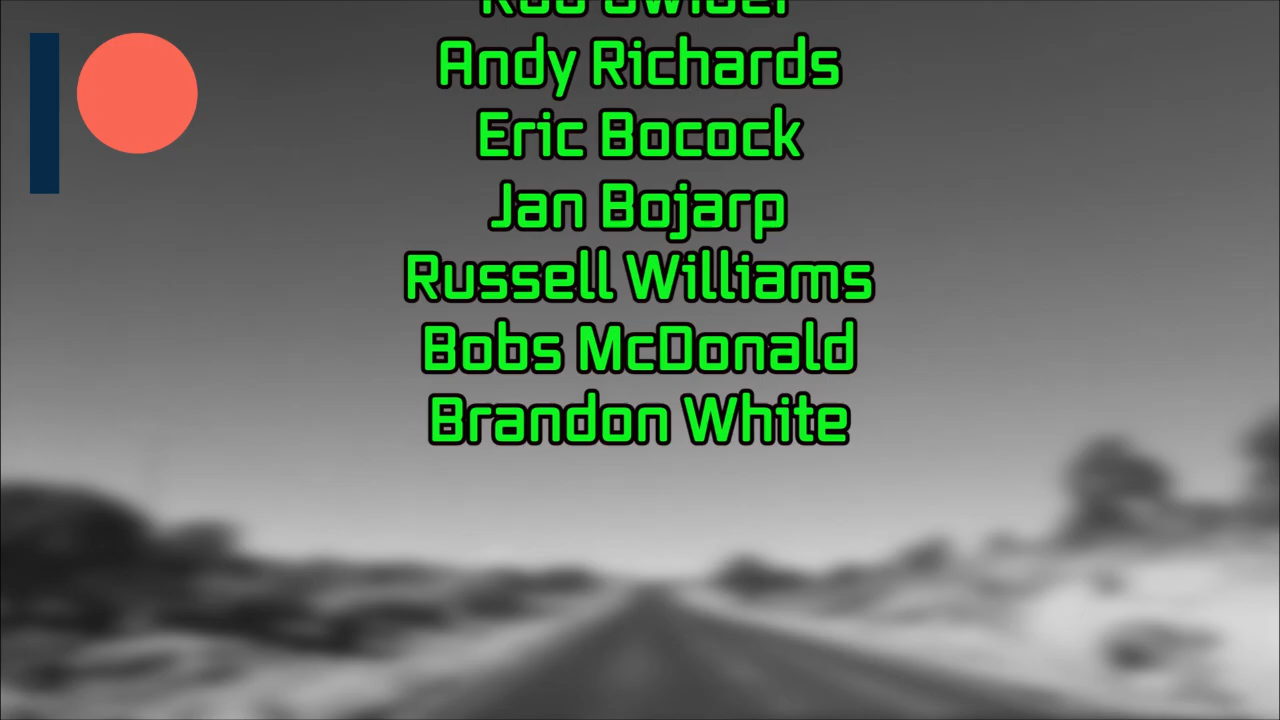 Andy Richards
Eric Bocock
Jan Bojarp
Russell Williams
Bobs McDonald
Brandon White